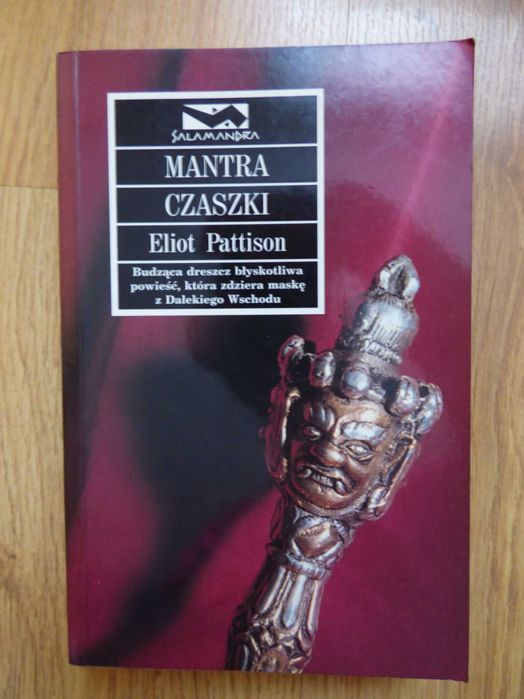 SALAMANDRA
MANTRA
CZASZKI
Eliot Pattison
Budząca dreszcz błyskotliwa
powieść, która zdziera maskę
z Dalekiego Wschodu